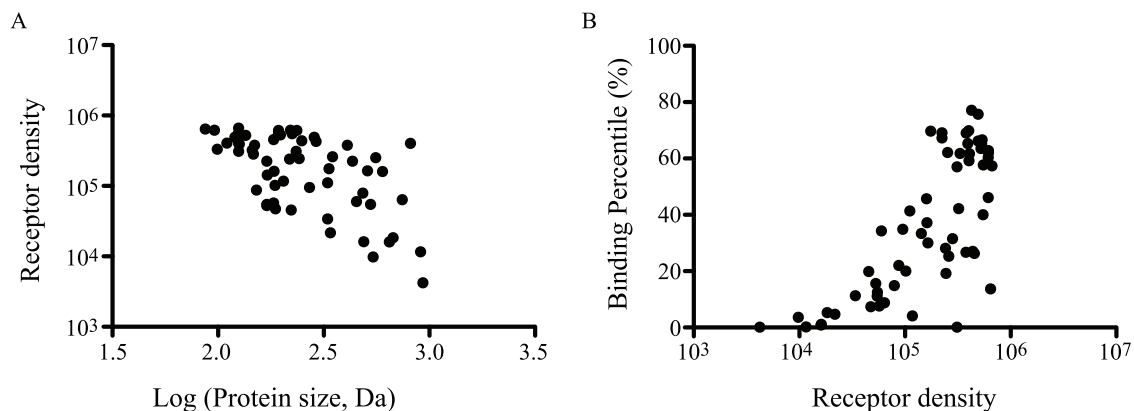 A
Receptor density
10⁷
10⁶
10⁵
10⁴
10³
1.5 2.0 2.5 3.0 3.5
Log (Protein size, Da)
B
Binding Percentile (%)
100
80
60
40
20
0
10³ 10⁴ 10⁵ 10⁶ 10⁷
Receptor density